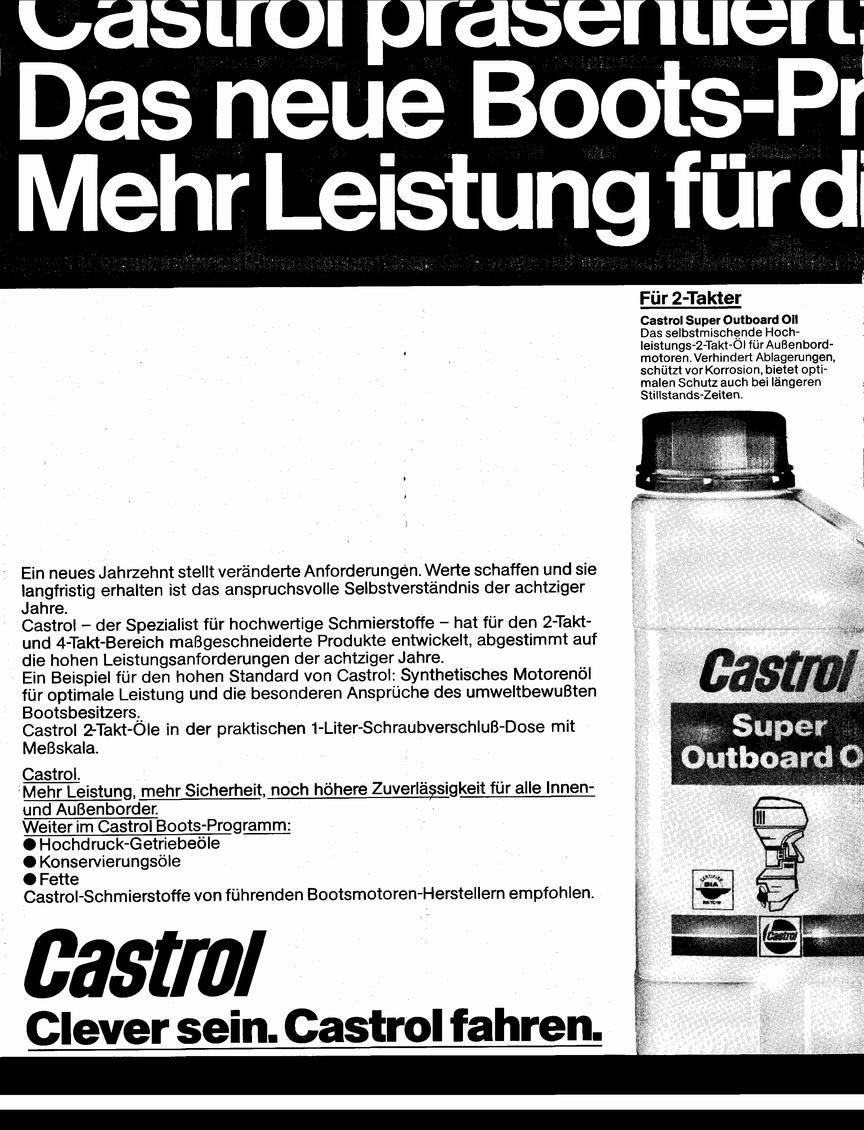 Castrol präsentiert:
Das neue Boots-Pr
Mehr Leistung für di
Für 2-Takter
Castrol Super Outboard Oil
Das selbstmischende Hoch-
leistungs-2-Takt-Öl für Außenbord-
motoren. Verhindert Ablagerungen,
schützt vor Korrosion, bietet opti-
malen Schutz auch bei längeren
Stillstands-Zeiten.
Ein neues Jahrzehnt stellt veränderte Anforderungen. Werte schaffen und sie
langfristig erhalten ist das anspruchsvolle Selbstverständnis der achtziger
Jahre.
Castrol – der Spezialist für hochwertige Schmierstoffe – hat für den 2-Takt-
und 4-Takt-Bereich maßgeschneiderte Produkte entwickelt, abgestimmt auf
die hohen Leistungsanforderungen der achtziger Jahre.
Ein Beispiel für den hohen Standard von Castrol: Synthetisches Motorenöl
für optimale Leistung und die besonderen Ansprüche des umweltbewußten
Bootsbesitzers.
Castrol 2-Takt-Öle in der praktischen 1-Liter-Schraubverschluß-Dose mit
Meßskala.
Castrol.
Mehr Leistung, mehr Sicherheit, noch höhere Zuverlässigkeit für alle Innen-
und Außenborder.
Weiter im Castrol Boots-Programm:
● Hochdruck-Getriebeöle
● Konservierungsöle
● Fette
Castrol-Schmierstoffe von führenden Bootsmotoren-Herstellern empfohlen.
Castrol
Clever sein. Castrol fahren.
Castrol
Super
Outboard O
CERTIFIED
BIA
BIA TC-W
Castrol